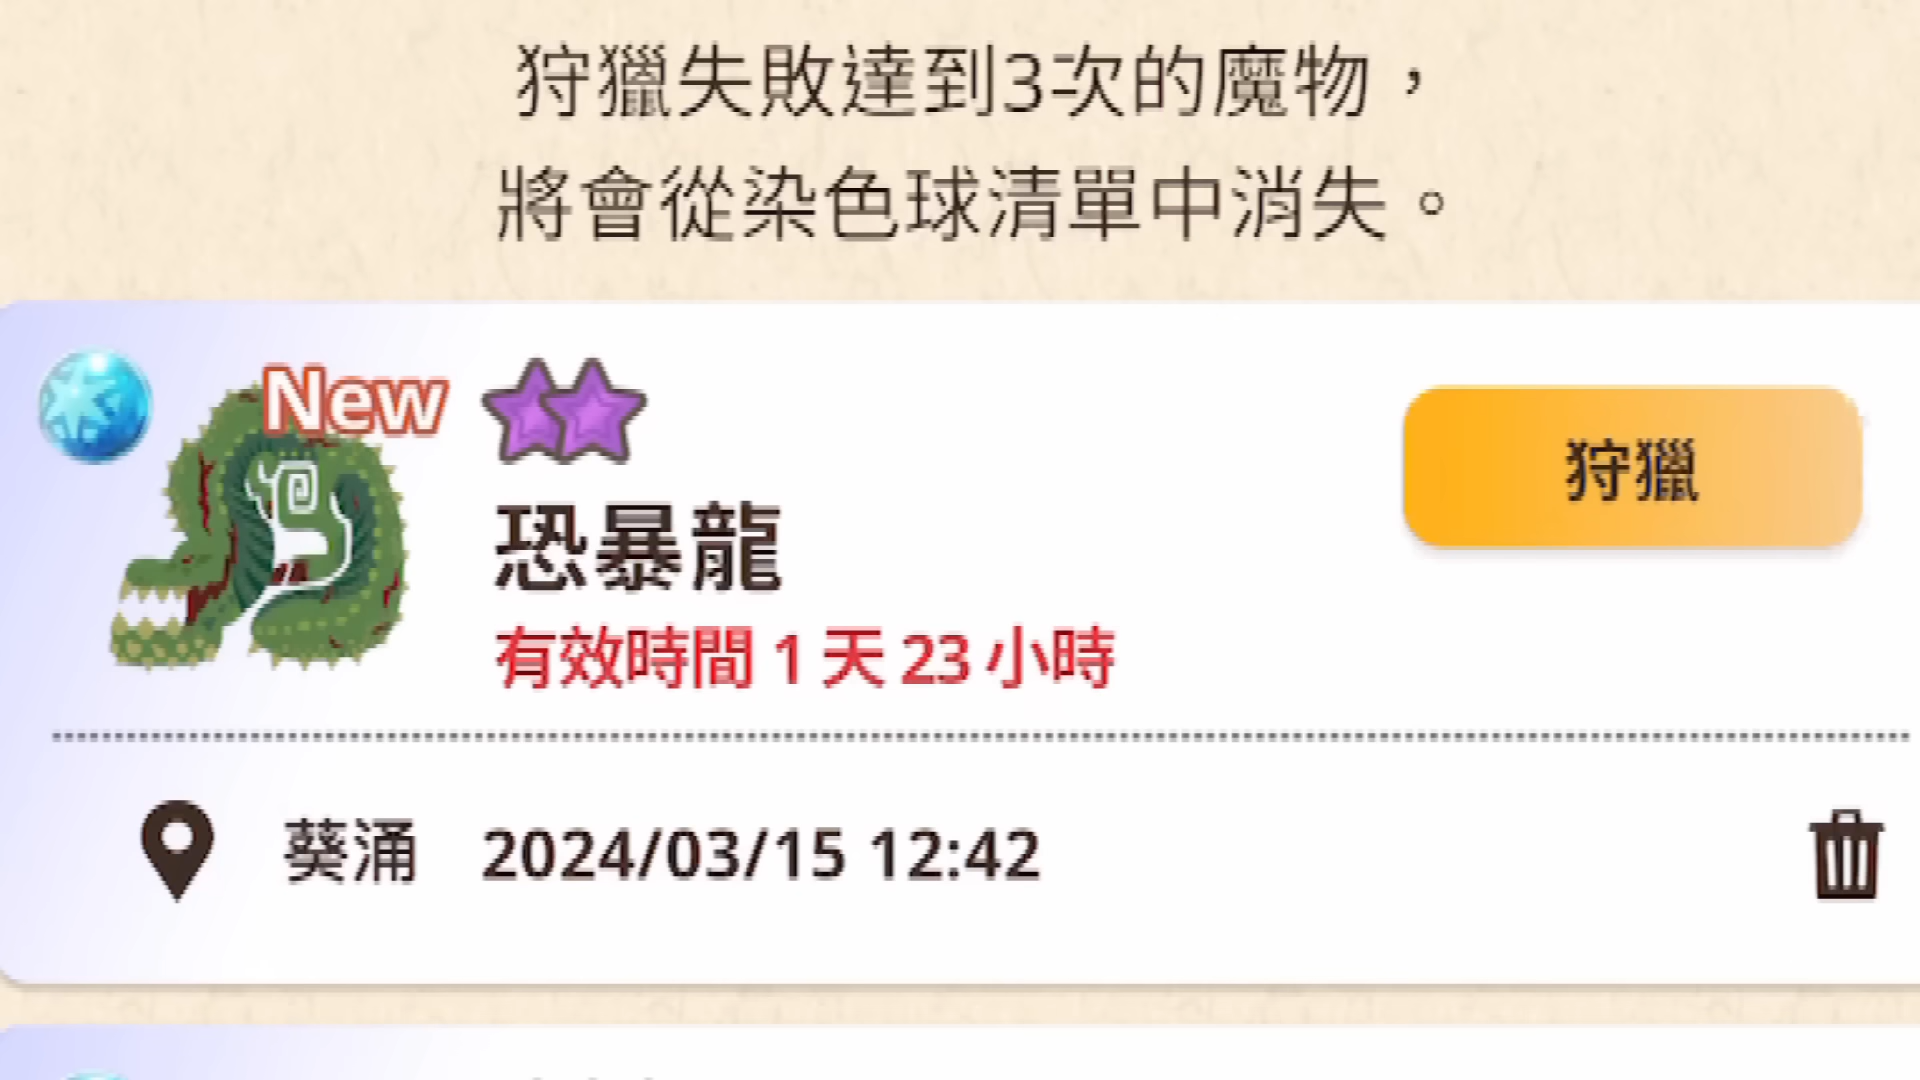 狩獵失敗達到3次的魔物，
將會從染色球清單中消失。
New
恐暴龍
狩獵
有效時間 1 天 23 小時
葵涌 2024/03/15 12:42